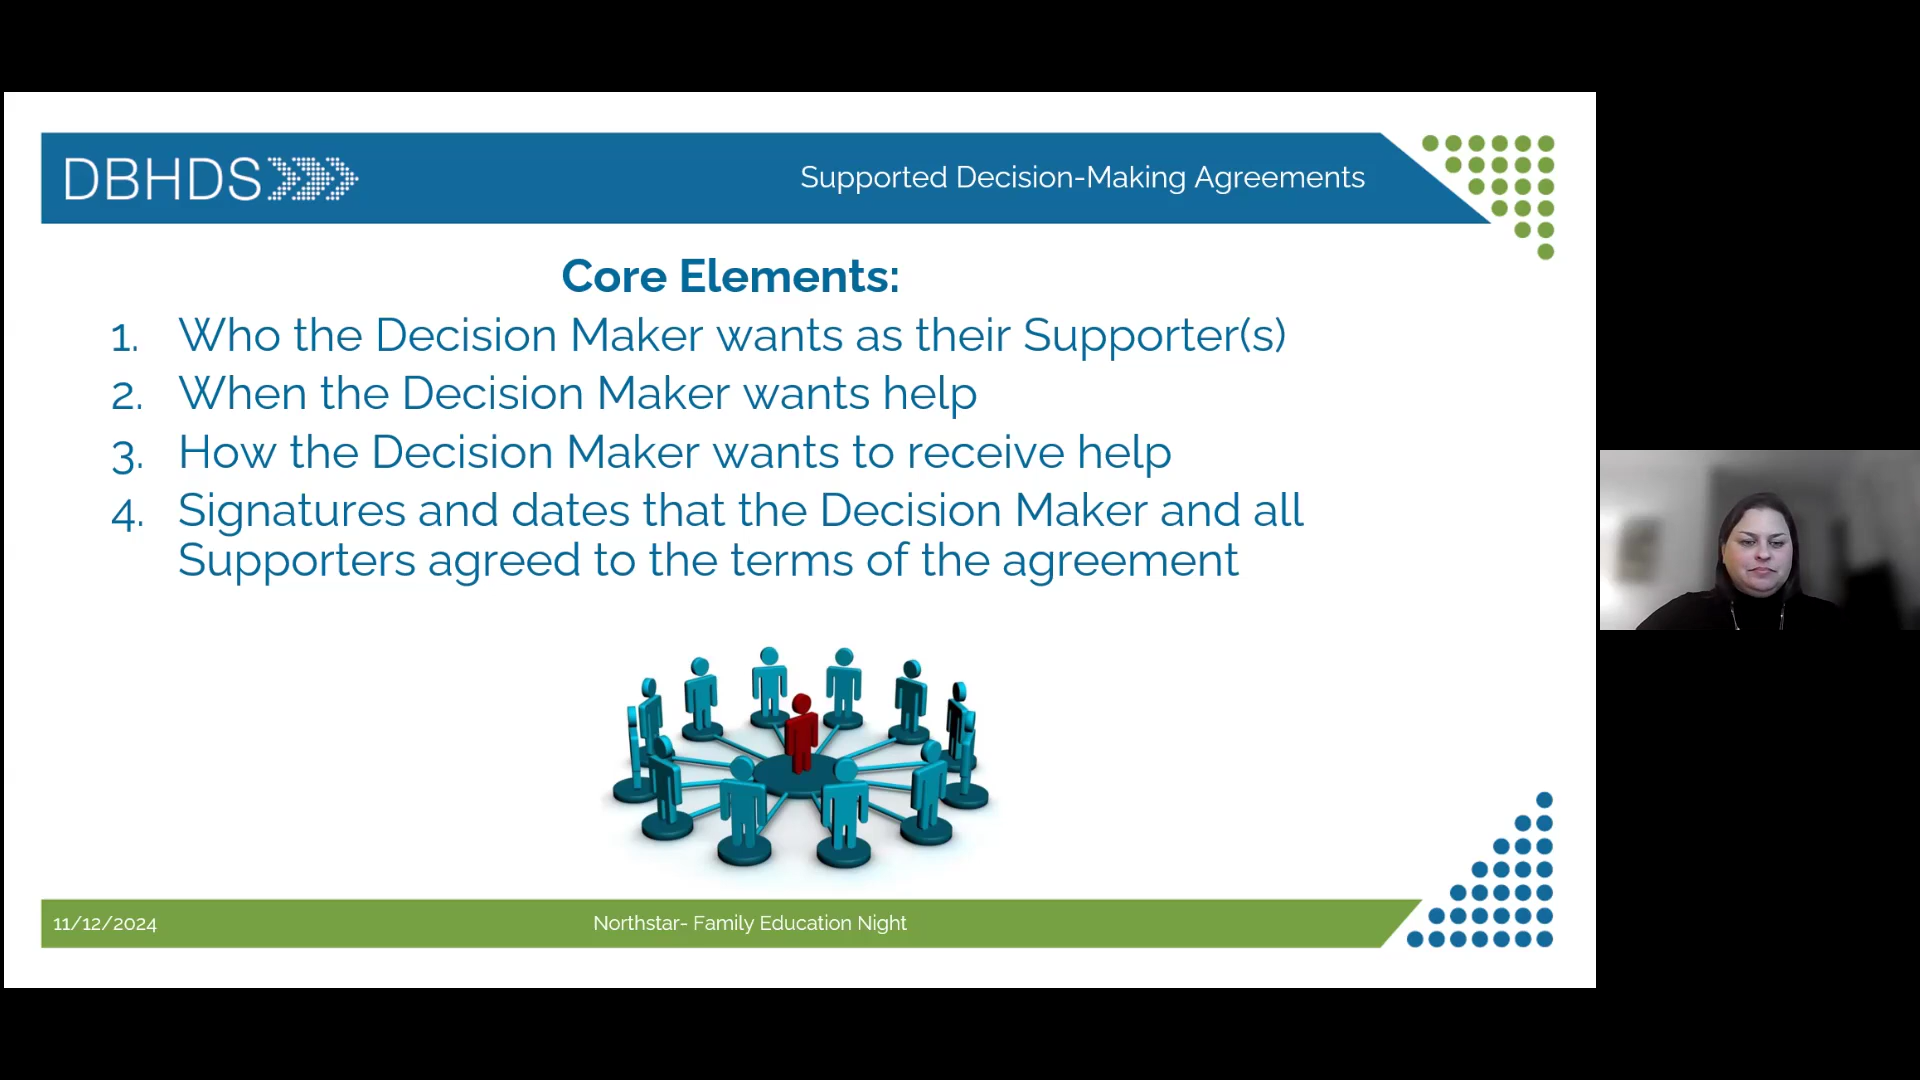 DBHDS
Supported Decision-Making Agreements
Core Elements:
1. Who the Decision Maker wants as their Supporter(s)
2. When the Decision Maker wants help
3. How the Decision Maker wants to receive help
4. Signatures and dates that the Decision Maker and all
Supporters agreed to the terms of the agreement
11/12/2024
Northstar- Family Education Night